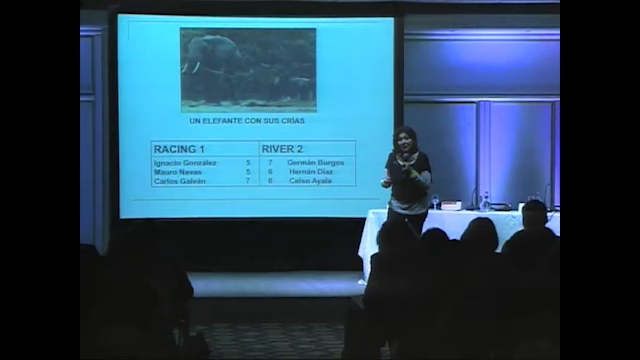 UN ELEFANTE CON SUS CRÍAS
RACING 1 RIVER 2
Ignacio González 5 7 Germán Burgos
Mauro Navas 5 6 Hernán Díaz
Carlos Galván 7 6 Celso Ayala